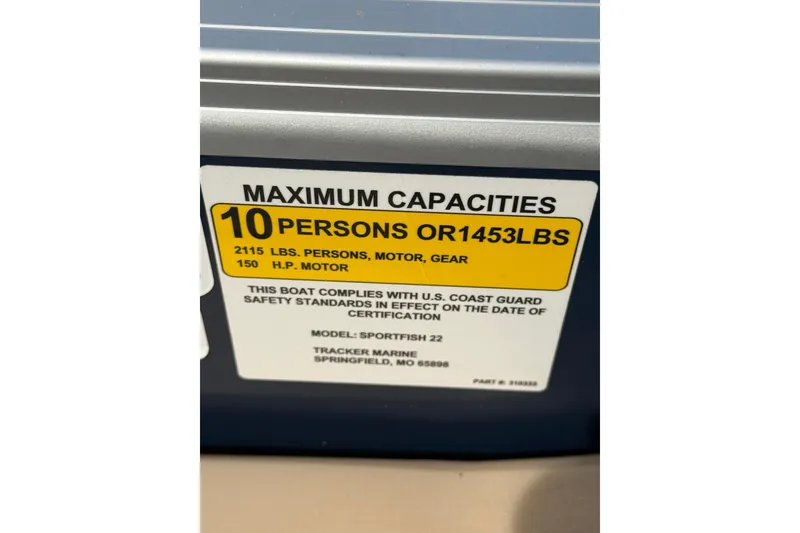 MAXIMUM CAPACITIES
10 PERSONS OR1453LBS
2115 LBS. PERSONS, MOTOR, GEAR
150 H.P. MOTOR
THIS BOAT COMPLIES WITH U.S. COAST GUARD
SAFETY STANDARDS IN EFFECT ON THE DATE OF
CERTIFICATION
MODEL: SPORTFISH 22
TRACKER MARINE
SPRINGFIELD, MO 65898
PART #: